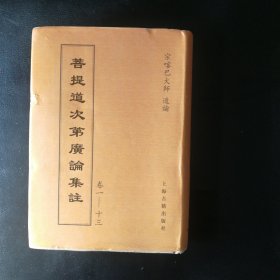 宗喀巴大師 造論
菩提道次第廣論集註
卷一—十三
上海古籍出版社